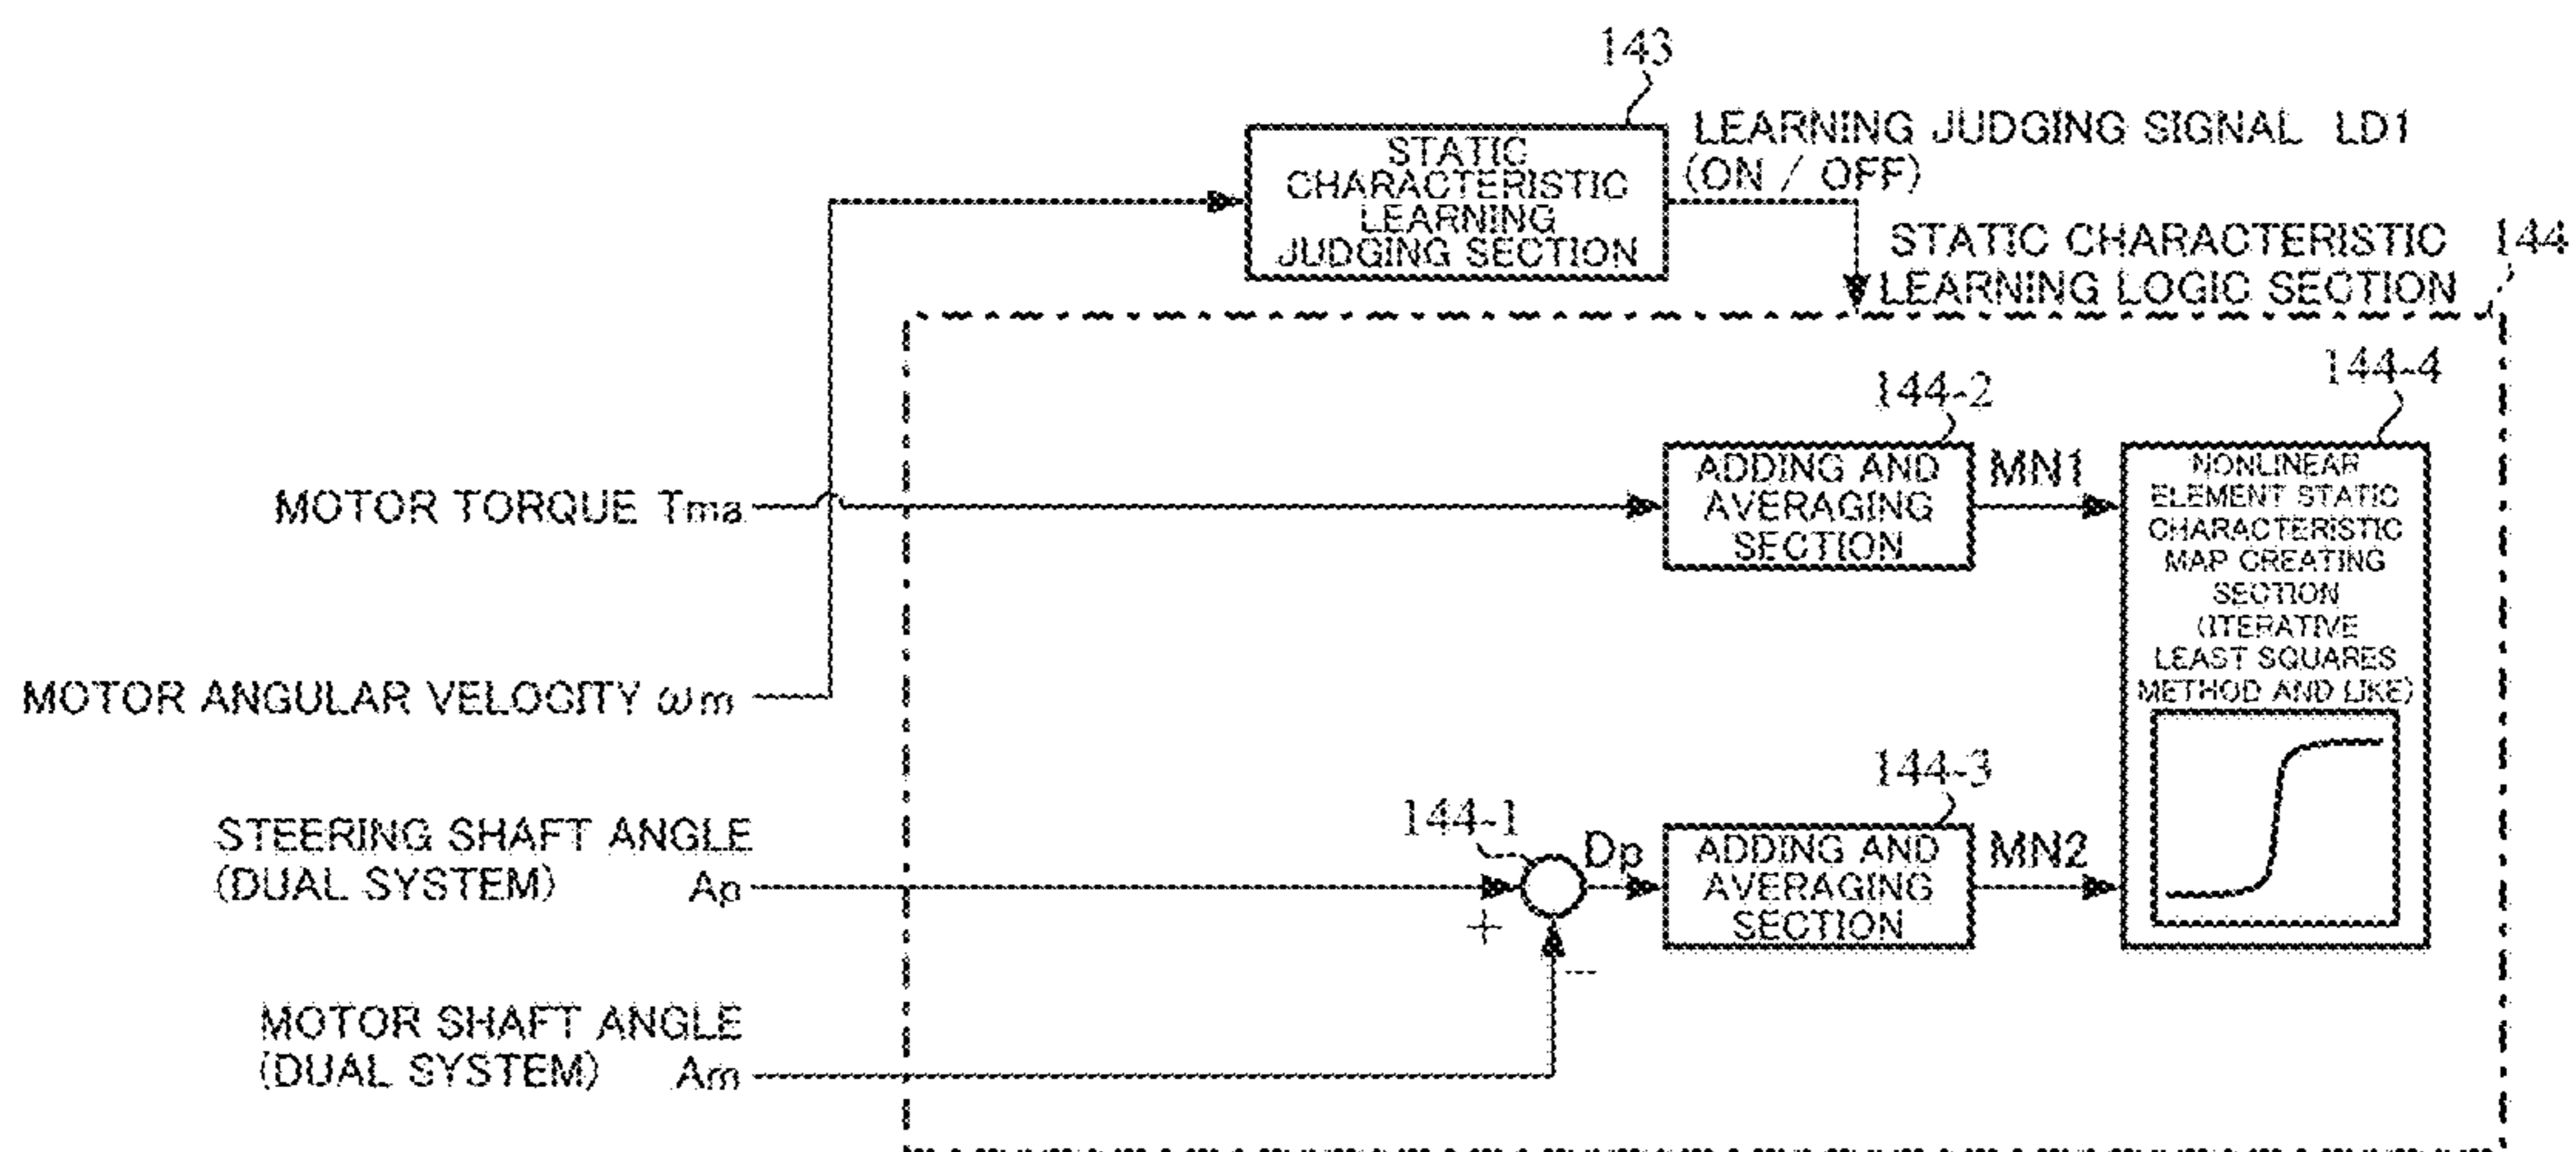 143
STATIC
CHARACTERISTIC
LEARNING
JUDGING SECTION
LEARNING JUDGING SIGNAL LD1
(ON / OFF)
STATIC CHARACTERISTIC
LEARNING LOGIC SECTION
144
MOTOR TORQUE Tma
144-2
ADDING AND
AVERAGING
SECTION
MN1
144-4
NONLINEAR
ELEMENT STATIC
CHARACTERISTIC
MAP CREATING
SECTION
(ITERATIVE
LEAST SQUARES
METHOD AND LIKE)
MOTOR ANGULAR VELOCITY ωm
STEERING SHAFT ANGLE
(DUAL SYSTEM) Ap
144-1
+
-
Dp
144-3
ADDING AND
AVERAGING
SECTION
MN2
MOTOR SHAFT ANGLE
(DUAL SYSTEM) Am